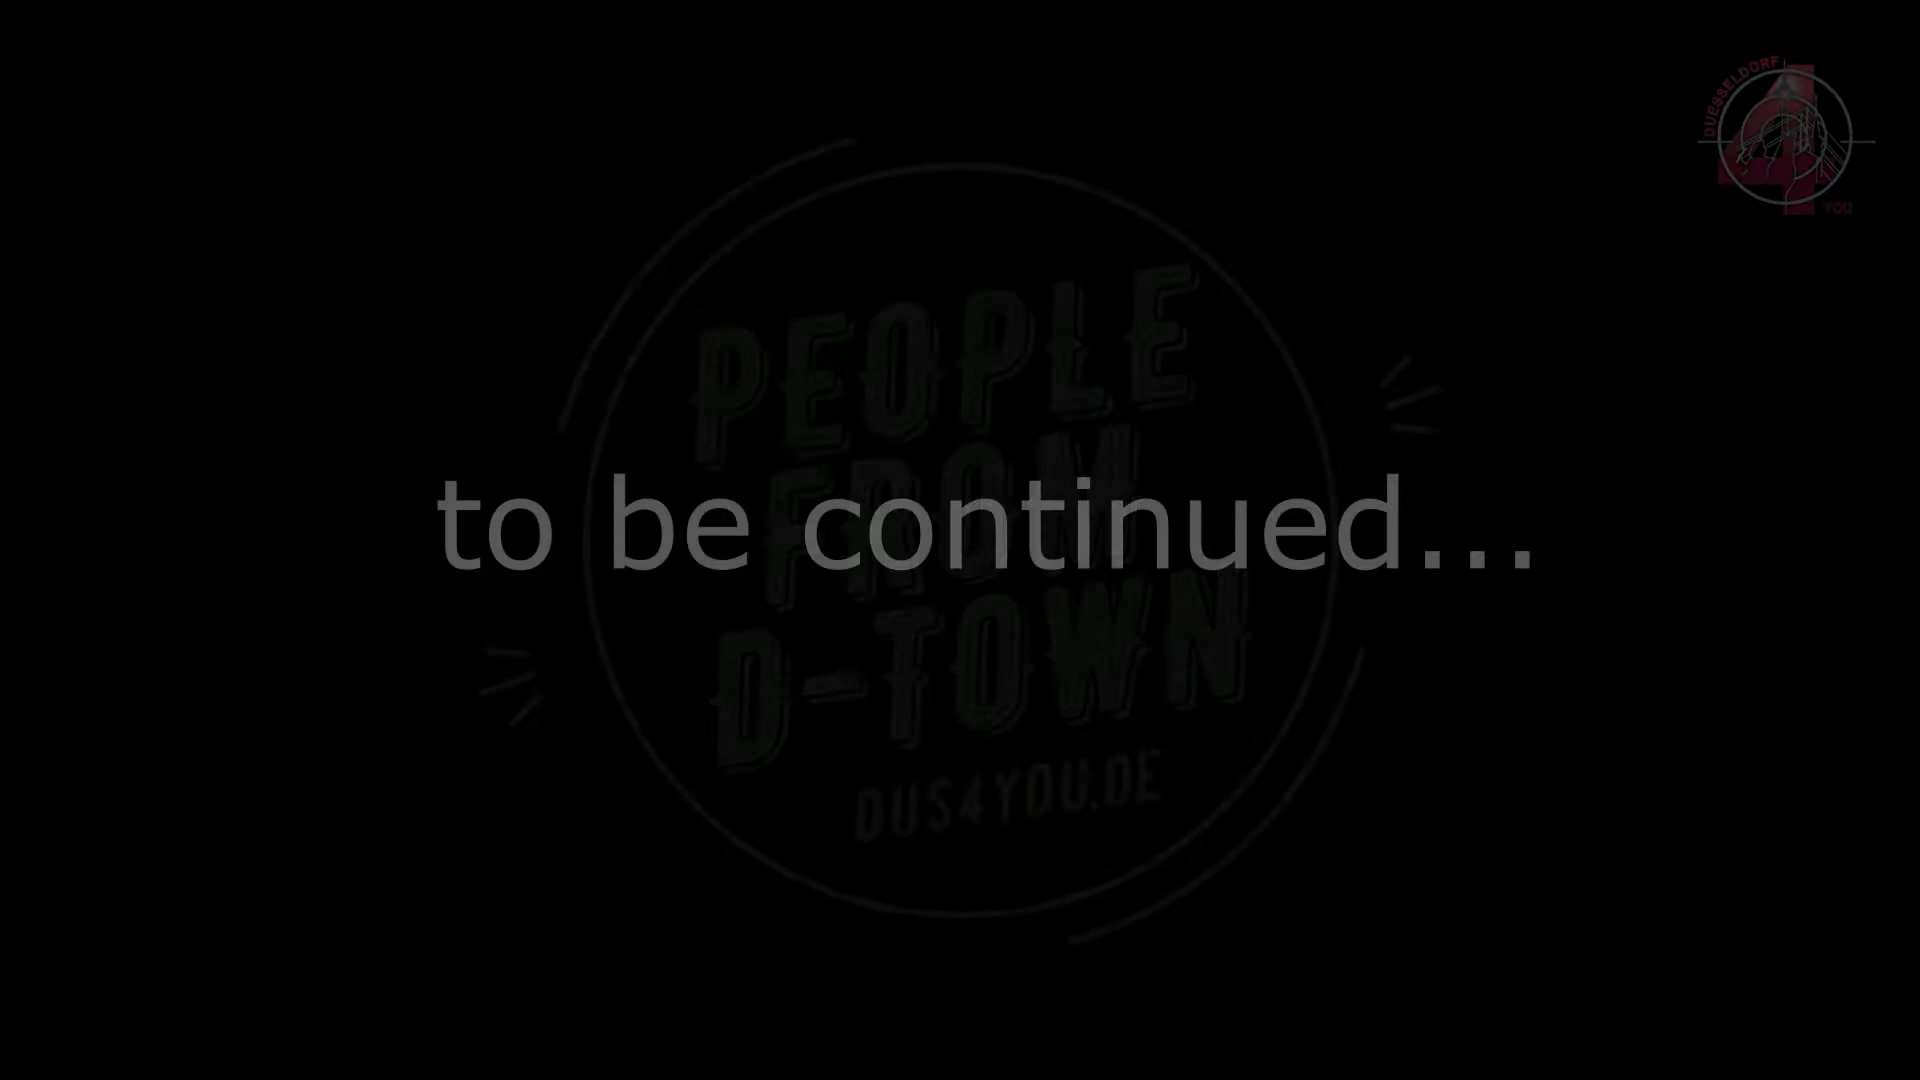 DUESSELDORF
4
YOU
PEOPLE
FROM
to be continued...
D-TOWN
DUS4YOU.DE